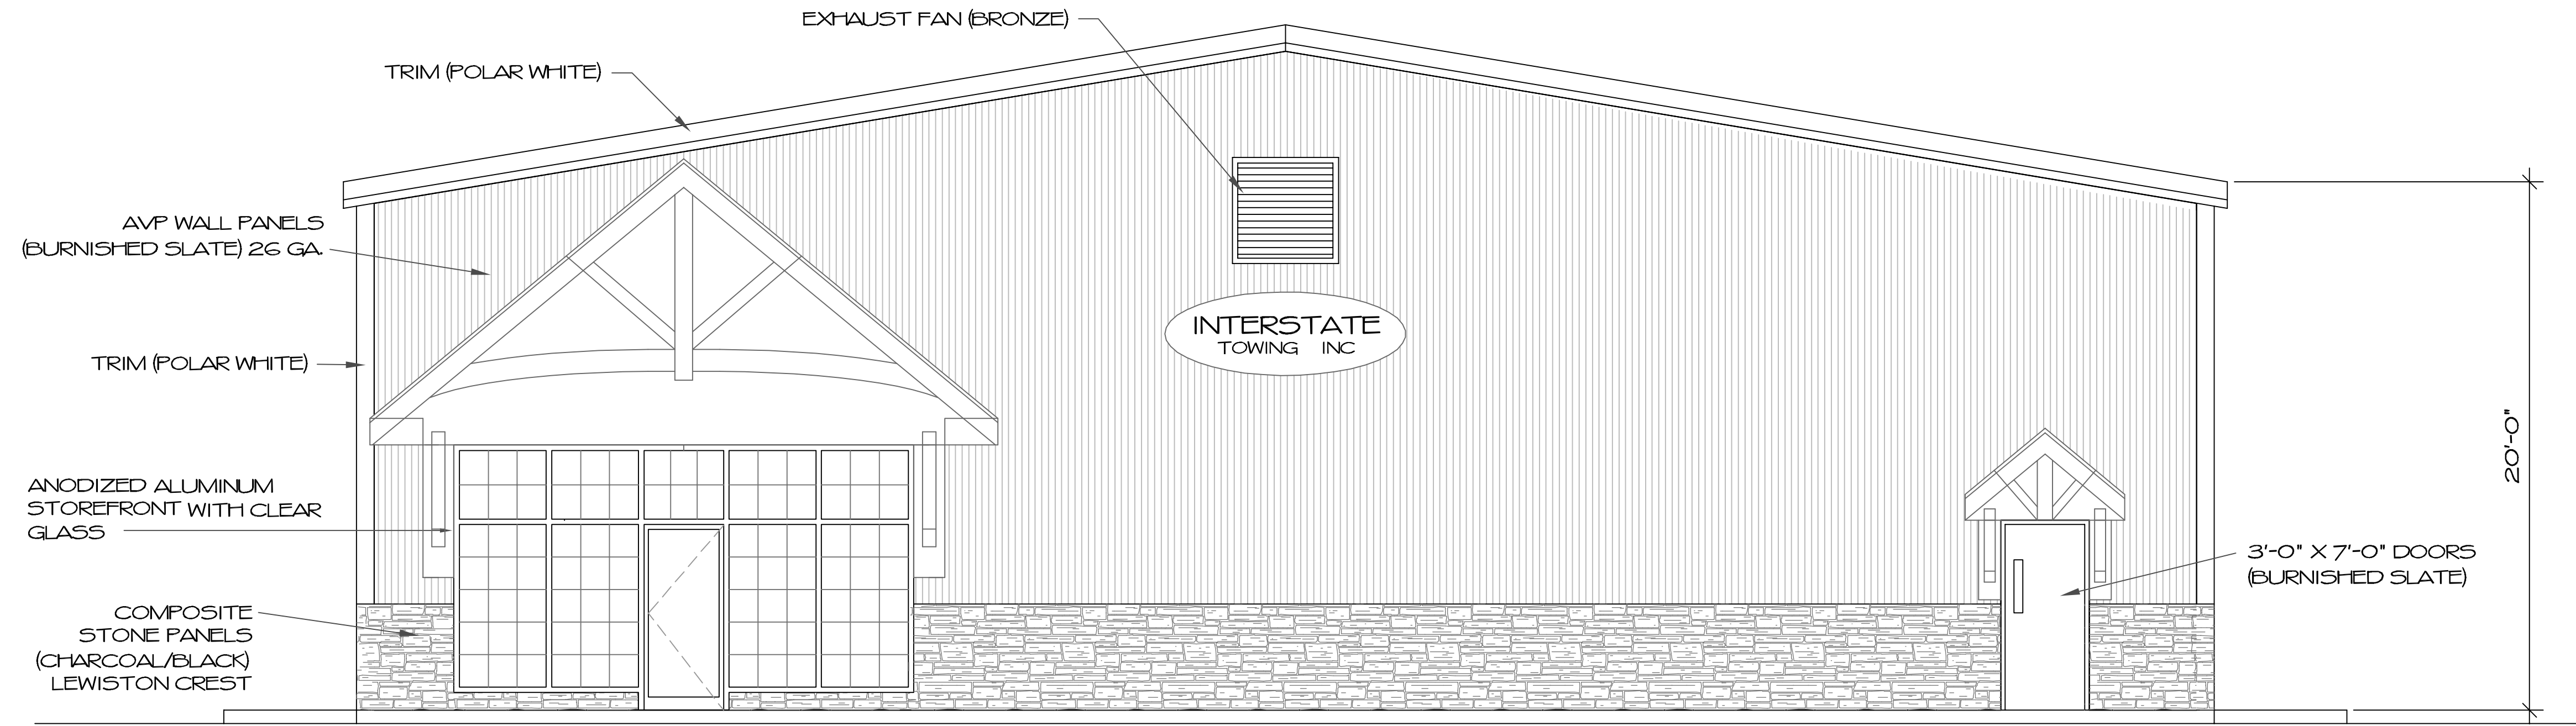 EXHAUST FAN (BRONZE)
TRIM (POLAR WHITE)
AVP WALL PANELS
(BURNISHED SLATE) 26 GA.
INTERSTATE
TOWING INC
TRIM (POLAR WHITE)
20'-0"
ANODIZED ALUMINUM
STOREFRONT WITH CLEAR
GLASS
3'-0" X 7'-0" DOORS
(BURNISHED SLATE)
COMPOSITE
STONE PANELS
(CHARCOAL/BLACK)
LEWISTON CREST